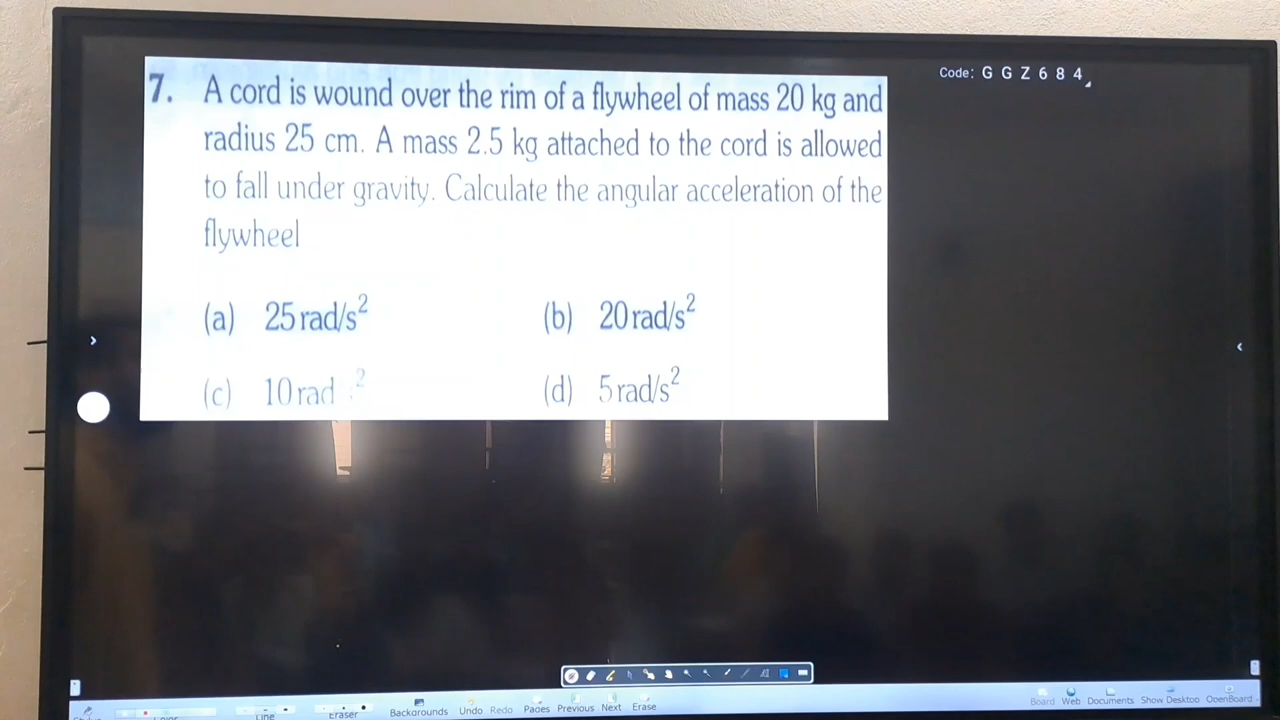 Code: G G Z 6 8 4
7. A cord is wound over the rim of a flywheel of mass 20 kg and
radius 25 cm. A mass 2.5 kg attached to the cord is allowed
to fall under gravity. Calculate the angular acceleration of the
flywheel
(a) 25 rad/s² (b) 20 rad/s²
(c) 10 rad ² (d) 5 rad/s²
Line Eraser Backgrounds Undo Redo Pages Previous Next Erase Board Web Documents Show Desktop OpenBoard